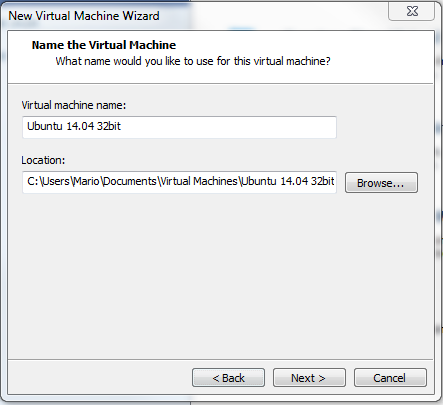 New Virtual Machine Wizard
Name the Virtual Machine
What name would you like to use for this virtual machine?
Virtual machine name:
Ubuntu 14.04 32bit
Location:
C:\Users\Mario\Documents\Virtual Machines\Ubuntu 14.04 32bit
Browse...
< Back
Next >
Cancel